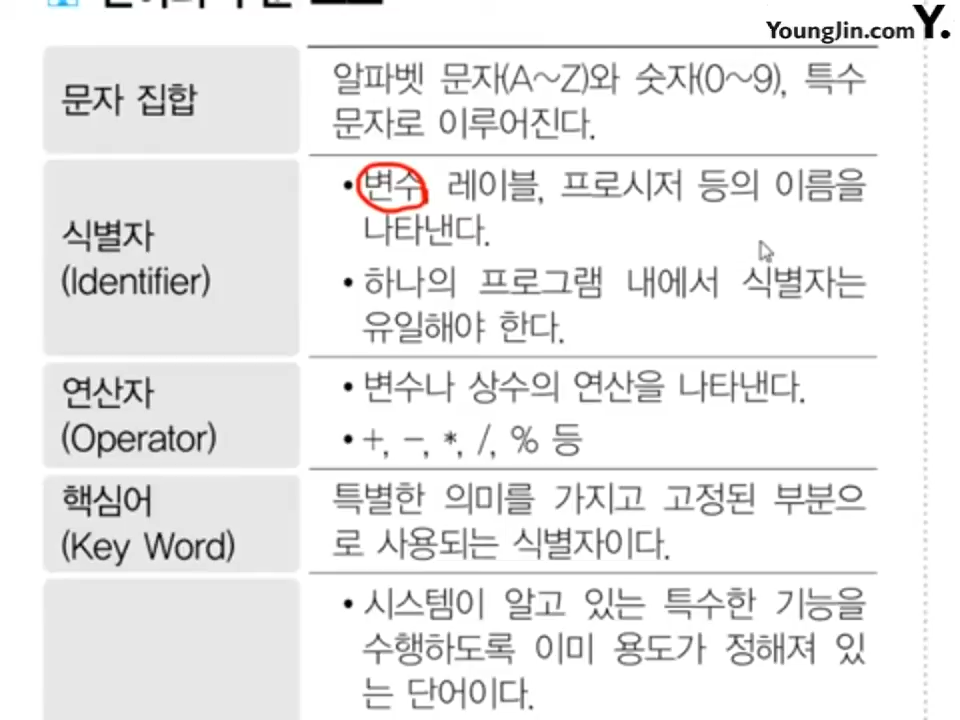 YoungJin.com Y.
문자 집합
알파벳 문자(A~Z)와 숫자(0~9), 특수
문자로 이루어진다.
식별자
(Identifier)
• 변수 레이블, 프로시저 등의 이름을
나타낸다.
• 하나의 프로그램 내에서 식별자는
유일해야 한다.
연산자
(Operator)
• 변수나 상수의 연산을 나타낸다.
• +, −, *, /, % 등
핵심어
(Key Word)
특별한 의미를 가지고 고정된 부분으
로 사용되는 식별자이다.
• 시스템이 알고 있는 특수한 기능을
수행하도록 이미 용도가 정해져 있
는 단어이다.